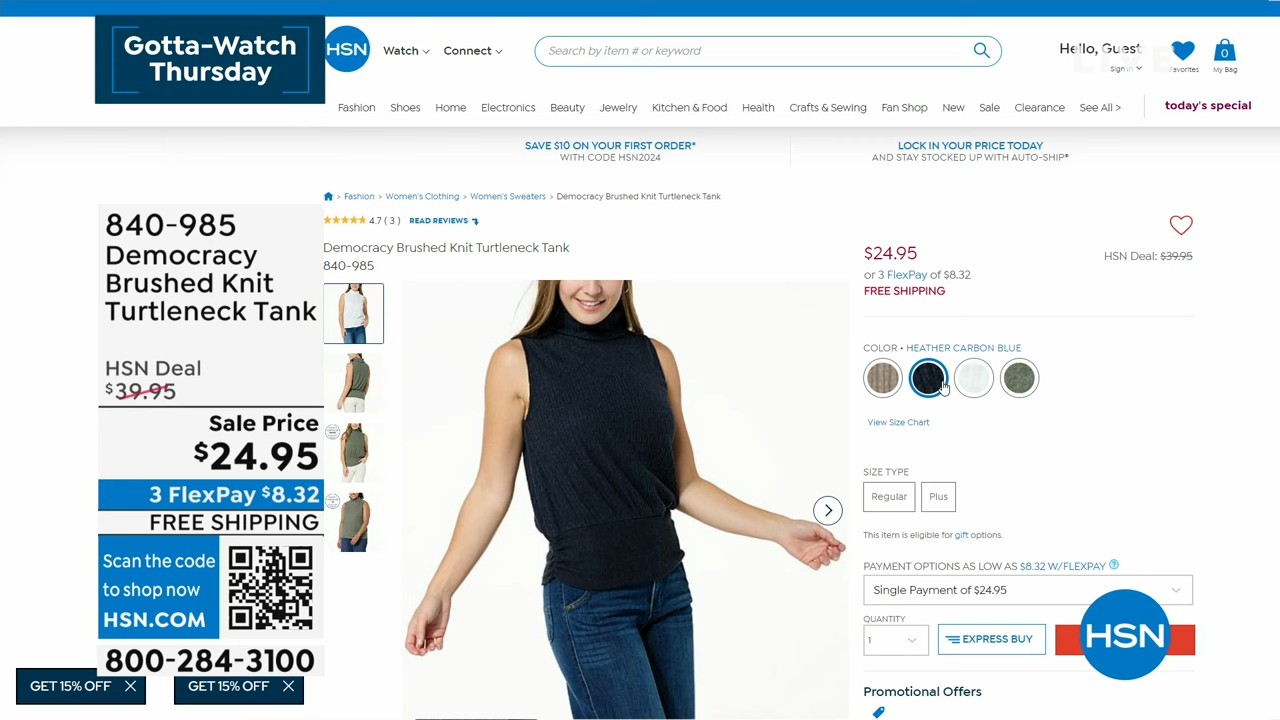 Gotta-Watch
Thursday
HSN
Watch
Connect
Search by item # or keyword
Hello, Guest
Sign in
LIVE
Favorites
0
My Bag
Fashion
Shoes
Home
Electronics
Beauty
Jewelry
Kitchen & Food
Health
Crafts & Sewing
Fan Shop
New
Sale
Clearance
See All >
today's special
SAVE $10 ON YOUR FIRST ORDER*
WITH CODE HSN2024
LOCK IN YOUR PRICE TODAY
AND STAY STOCKED UP WITH AUTO-SHIP®
> Fashion > Women's Clothing > Women's Sweaters > Democracy Brushed Knit Turtleneck Tank
4.7 ( 3 ) READ REVIEWS
Democracy Brushed Knit Turtleneck Tank
840-985
840-985
Democracy
Brushed Knit
Turtleneck Tank
HSN Deal
$39.95
Sale Price
$24.95
3 FlexPay $8.32
FREE SHIPPING
Scan the code
to shop now
HSN.COM
800-284-3100
GET 15% OFF
GET 15% OFF
$24.95
HSN Deal: $39.95
or 3 FlexPay of $8.32
FREE SHIPPING
COLOR • HEATHER CARBON BLUE
View Size Chart
SIZE TYPE
Regular
Plus
This item is eligible for gift options.
PAYMENT OPTIONS AS LOW AS $8.32 W/FLEXPAY ?
Single Payment of $24.95
QUANTITY
1
EXPRESS BUY
HSN
Promotional Offers